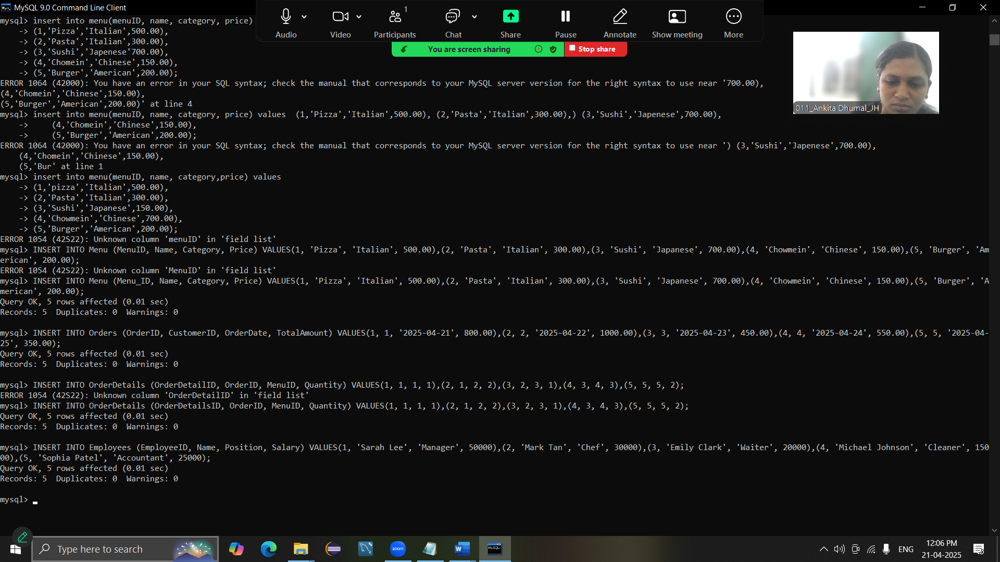 MySQL 9.0 Command Line Client
Audio
Video
1
Participants
Chat
Share
Pause
Annotate
Show meeting
More
You are screen sharing
Stop share
011_Ankita Dhumal_JH
mysql> insert into menu(menuID, name, category, price)
-> (1,'Pizza','Italian',500.00),
-> (2,'Pasta','Italian',300.00),
-> (3,'Sushi','Japenese'700.00),
-> (4,'Chomein','Chinese',150.00),
-> (5,'Burger','American',200.00);
ERROR 1064 (42000): You have an error in your SQL syntax; check the manual that corresponds to your MySQL server version for the right syntax to use near '700.00),
(4,'Chomein','Chinese',150.00),
(5,'Burger','American',200.00)' at line 4
mysql> insert into menu(menuID, name, category, price) values  (1,'Pizza','Italian',500.00), (2,'Pasta','Italian',300.00),) (3,'Sushi','Japenese',700.00),
->     (4,'Chomein','Chinese',150.00),
->     (5,'Burger','American',200.00);
ERROR 1064 (42000): You have an error in your SQL syntax; check the manual that corresponds to your MySQL server version for the right syntax to use near ') (3,'Sushi','Japenese',700.00),
(4,'Chomein','Chinese',150.00),
(5,'Bur' at line 1
mysql> insert into menu(menuID, name, category,price) values
-> (1,'pizza','Italian',500.00),
-> (2,'Pasta','Italian',300.00),
-> (3,'Sushi','Japanese',150.00),
-> (4,'Chowmein','Chinese',700.00),
-> (5,'Burger','American',200.00);
ERROR 1054 (42S22): Unknown column 'menuID' in 'field list'
mysql> INSERT INTO Menu (MenuID, Name, Category, Price) VALUES(1, 'Pizza', 'Italian', 500.00),(2, 'Pasta', 'Italian', 300.00),(3, 'Sushi', 'Japanese', 700.00),(4, 'Chowmein', 'Chinese', 150.00),(5, 'Burger', 'Am
erican', 200.00);
ERROR 1054 (42S22): Unknown column 'MenuID' in 'field list'
mysql> INSERT INTO Menu (Menu_ID, Name, Category, Price) VALUES(1, 'Pizza', 'Italian', 500.00),(2, 'Pasta', 'Italian', 300.00),(3, 'Sushi', 'Japanese', 700.00),(4, 'Chowmein', 'Chinese', 150.00),(5, 'Burger', 'A
merican', 200.00);
Query OK, 5 rows affected (0.01 sec)
Records: 5  Duplicates: 0  Warnings: 0
mysql> INSERT INTO Orders (OrderID, CustomerID, OrderDate, TotalAmount) VALUES(1, 1, '2025-04-21', 800.00),(2, 2, '2025-04-22', 1000.00),(3, 3, '2025-04-23', 450.00),(4, 4, '2025-04-24', 550.00),(5, 5, '2025-04-
25', 350.00);
Query OK, 5 rows affected (0.01 sec)
Records: 5  Duplicates: 0  Warnings: 0
mysql> INSERT INTO OrderDetails (OrderDetailID, OrderID, MenuID, Quantity) VALUES(1, 1, 1, 1),(2, 1, 2, 2),(3, 2, 3, 1),(4, 3, 4, 3),(5, 5, 5, 2);
ERROR 1054 (42S22): Unknown column 'OrderDetailID' in 'field list'
mysql> INSERT INTO OrderDetails (OrderDetailsID, OrderID, MenuID, Quantity) VALUES(1, 1, 1, 1),(2, 1, 2, 2),(3, 2, 3, 1),(4, 3, 4, 3),(5, 5, 5, 2);
Query OK, 5 rows affected (0.01 sec)
Records: 5  Duplicates: 0  Warnings: 0
mysql> INSERT INTO Employees (EmployeeID, Name, Position, Salary) VALUES(1, 'Sarah Lee', 'Manager', 50000),(2, 'Mark Tan', 'Chef', 30000),(3, 'Emily Clark', 'Waiter', 20000),(4, 'Michael Johnson', 'Cleaner', 150
00),(5, 'Sophia Patel', 'Accountant', 25000);
Query OK, 5 rows affected (0.01 sec)
Records: 5  Duplicates: 0  Warnings: 0
mysql>
Type here to search
zoom
W
MySQL
ENG
12:06 PM
21-04-2025